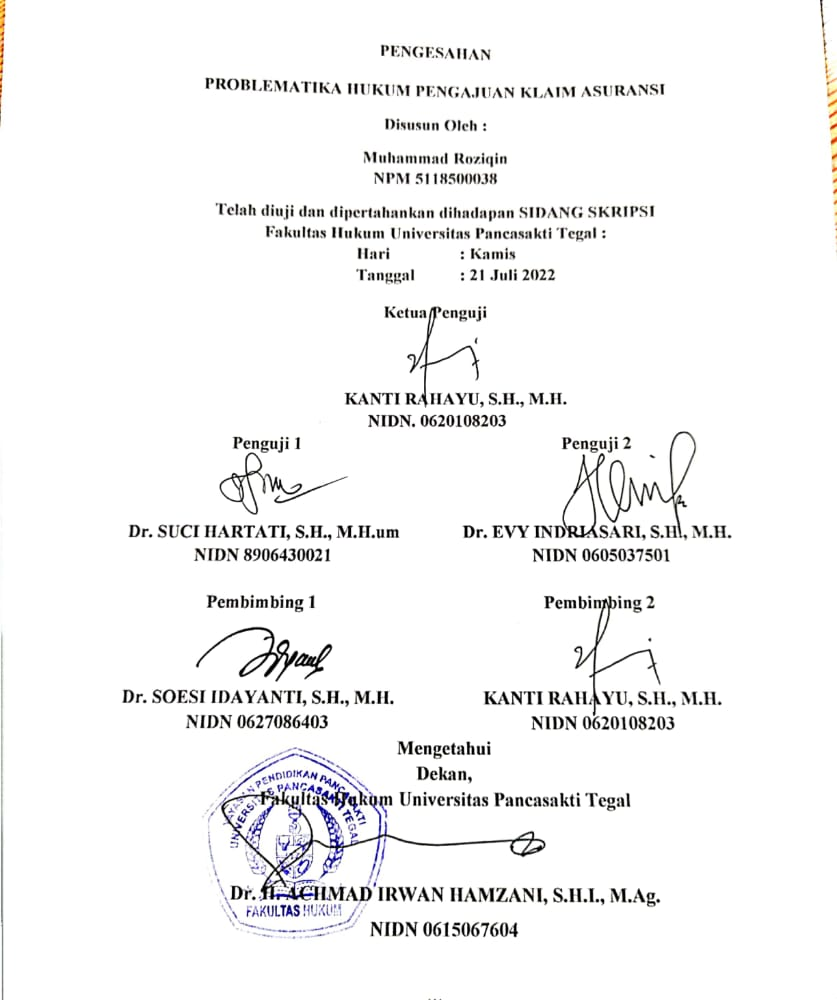 PENGESAHAN
PROBLEMATIKA HUKUM PENGAJUAN KLAIM ASURANSI
Disusun Oleh :
Muhammad Roziqin
NPM 5118500038
Telah diuji dan dipertahankan dihadapan SIDANG SKRIPSI
Fakultas Hukum Universitas Pancasakti Tegal :
Hari : Kamis
Tanggal : 21 Juli 2022
Ketua Penguji
KANTI RAHAYU, S.H., M.H.
NIDN. 0620108203
Penguji 1 Penguji 2
Dr. SUCI HARTATI, S.H., M.H.um Dr. EVY INDRIASARI, S.H., M.H.
NIDN 8906430021 NIDN 0605037501
Pembimbing 1 Pembimbing 2
Dr. SOESI IDAYANTI, S.H., M.H. KANTI RAHAYU, S.H., M.H.
NIDN 0627086403 NIDN 0620108203
Mengetahui
Dekan,
Fakultas Hukum Universitas Pancasakti Tegal
YAYASAN PENDIDIKAN PANCASAKTI
UNIVERSITAS PANCASAKTI TEGAL
Dr. H. ACHMAD IRWAN HAMZANI, S.H.I., M.Ag.
FAKULTAS HUKUM
NIDN 0615067604